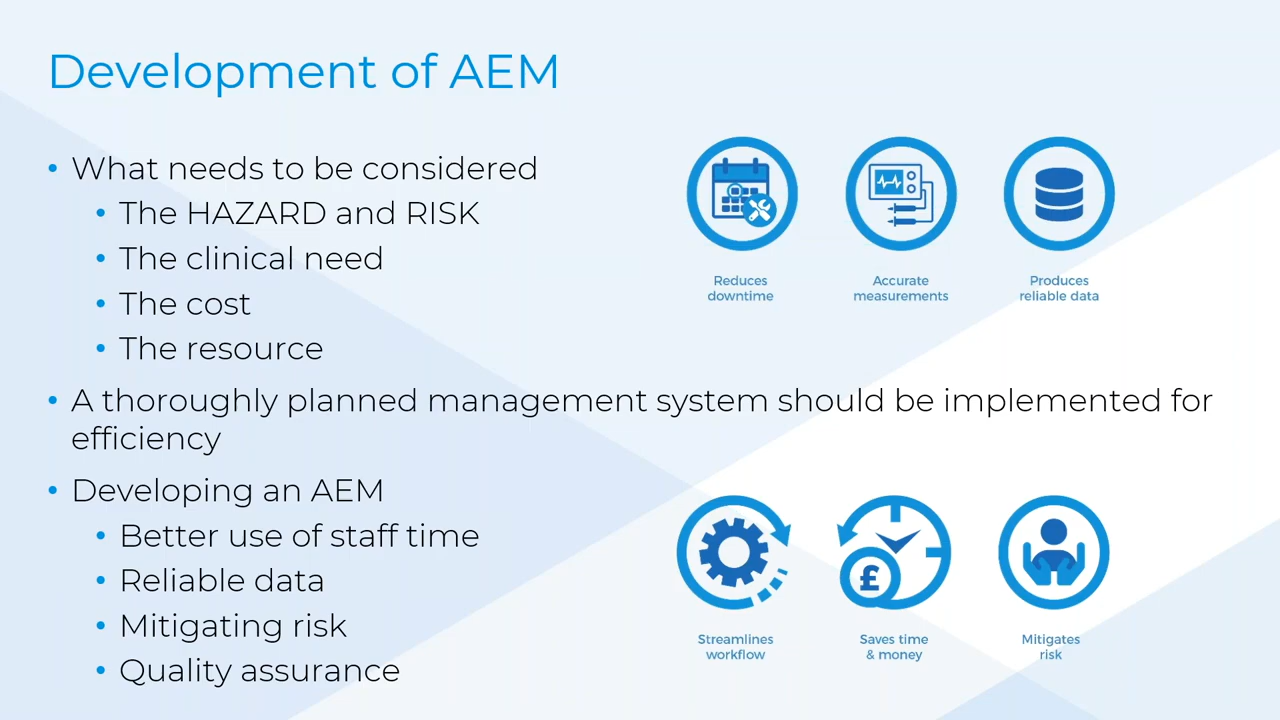 Development of AEM
• What needs to be considered
• The HAZARD and RISK
• The clinical need
• The cost
• The resource
• A thoroughly planned management system should be implemented for
efficiency
• Developing an AEM
• Better use of staff time
• Reliable data
• Mitigating risk
• Quality assurance
Reduces
downtime
Accurate
measurements
Produces
reliable data
£
Streamlines
workflow
Saves time
& money
Mitigates
risk